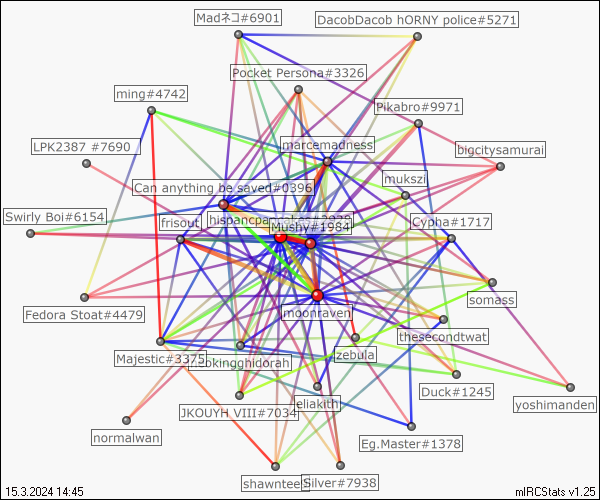 Madネコ#6901
DacobDacob hORNY police#5271
Pocket Persona#3326
ming#4742
Pikabro#9971
marcemadness
LPK2387 #7690
bigcitysamurai
mukszi
Can anything be saved#0396
Swirly Boi#6154
frisout
hispancpa
Mushy#1984
Cypha#1717
somass
Fedora Stoat#4479
moonraven
thesecondtwat
Majestic#3375
kingghidorah
zebula
Duck#1245
yoshimanden
JKOUYH VIII#7034
eliakith
normalwan
Eg.Master#1378
shawntee
Silver#7938
15.3.2024 14:45
mIRCStats v1.25